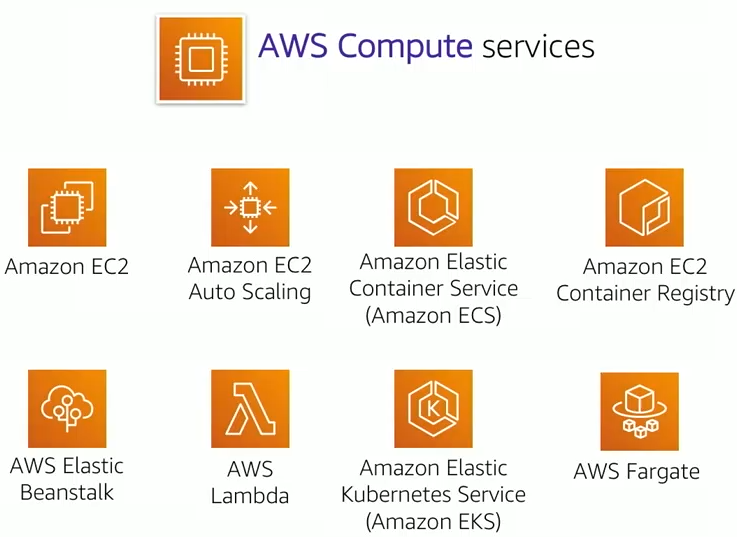 AWS Compute services
Amazon EC2
Amazon EC2
Auto Scaling
Amazon Elastic
Container Service
(Amazon ECS)
Amazon EC2
Container Registry
AWS Elastic
Beanstalk
AWS
Lambda
K
Amazon Elastic
Kubernetes Service
(Amazon EKS)
AWS Fargate